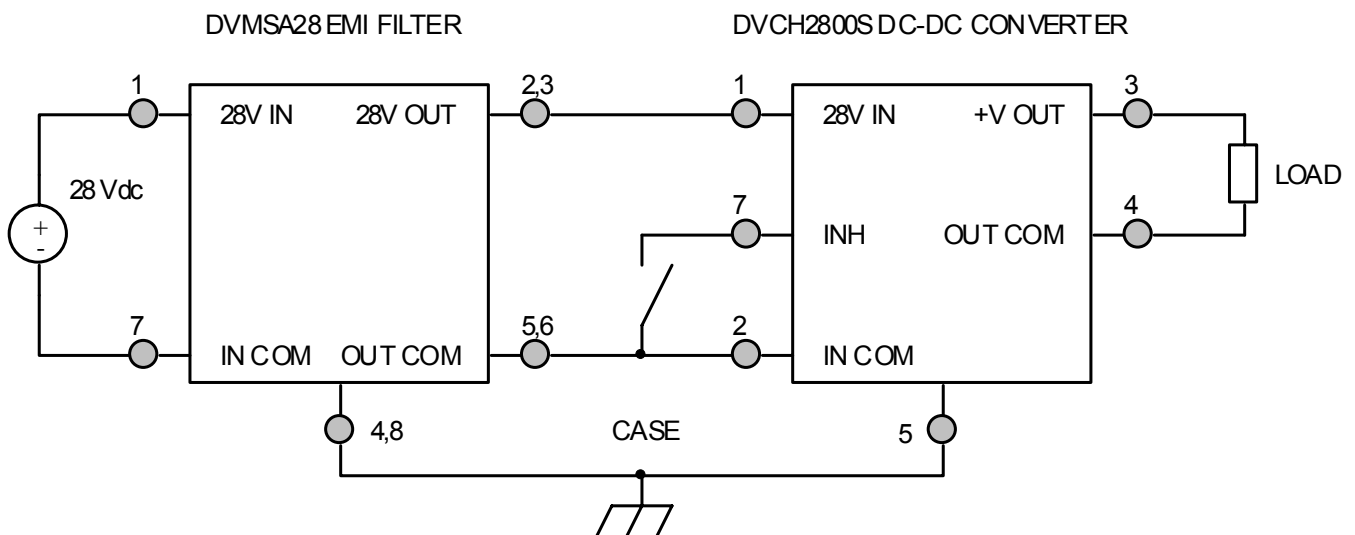 DVMSA28 EMI FILTER
DVCH2800S DC-DC CONVERTER
1
2,3
1
3
28V IN
28V OUT
28V IN
+V OUT
28 Vdc
LOAD
+
-
7
4
INH
OUT COM
7
5,6
2
IN COM
OUT COM
IN COM
4,8
CASE
5